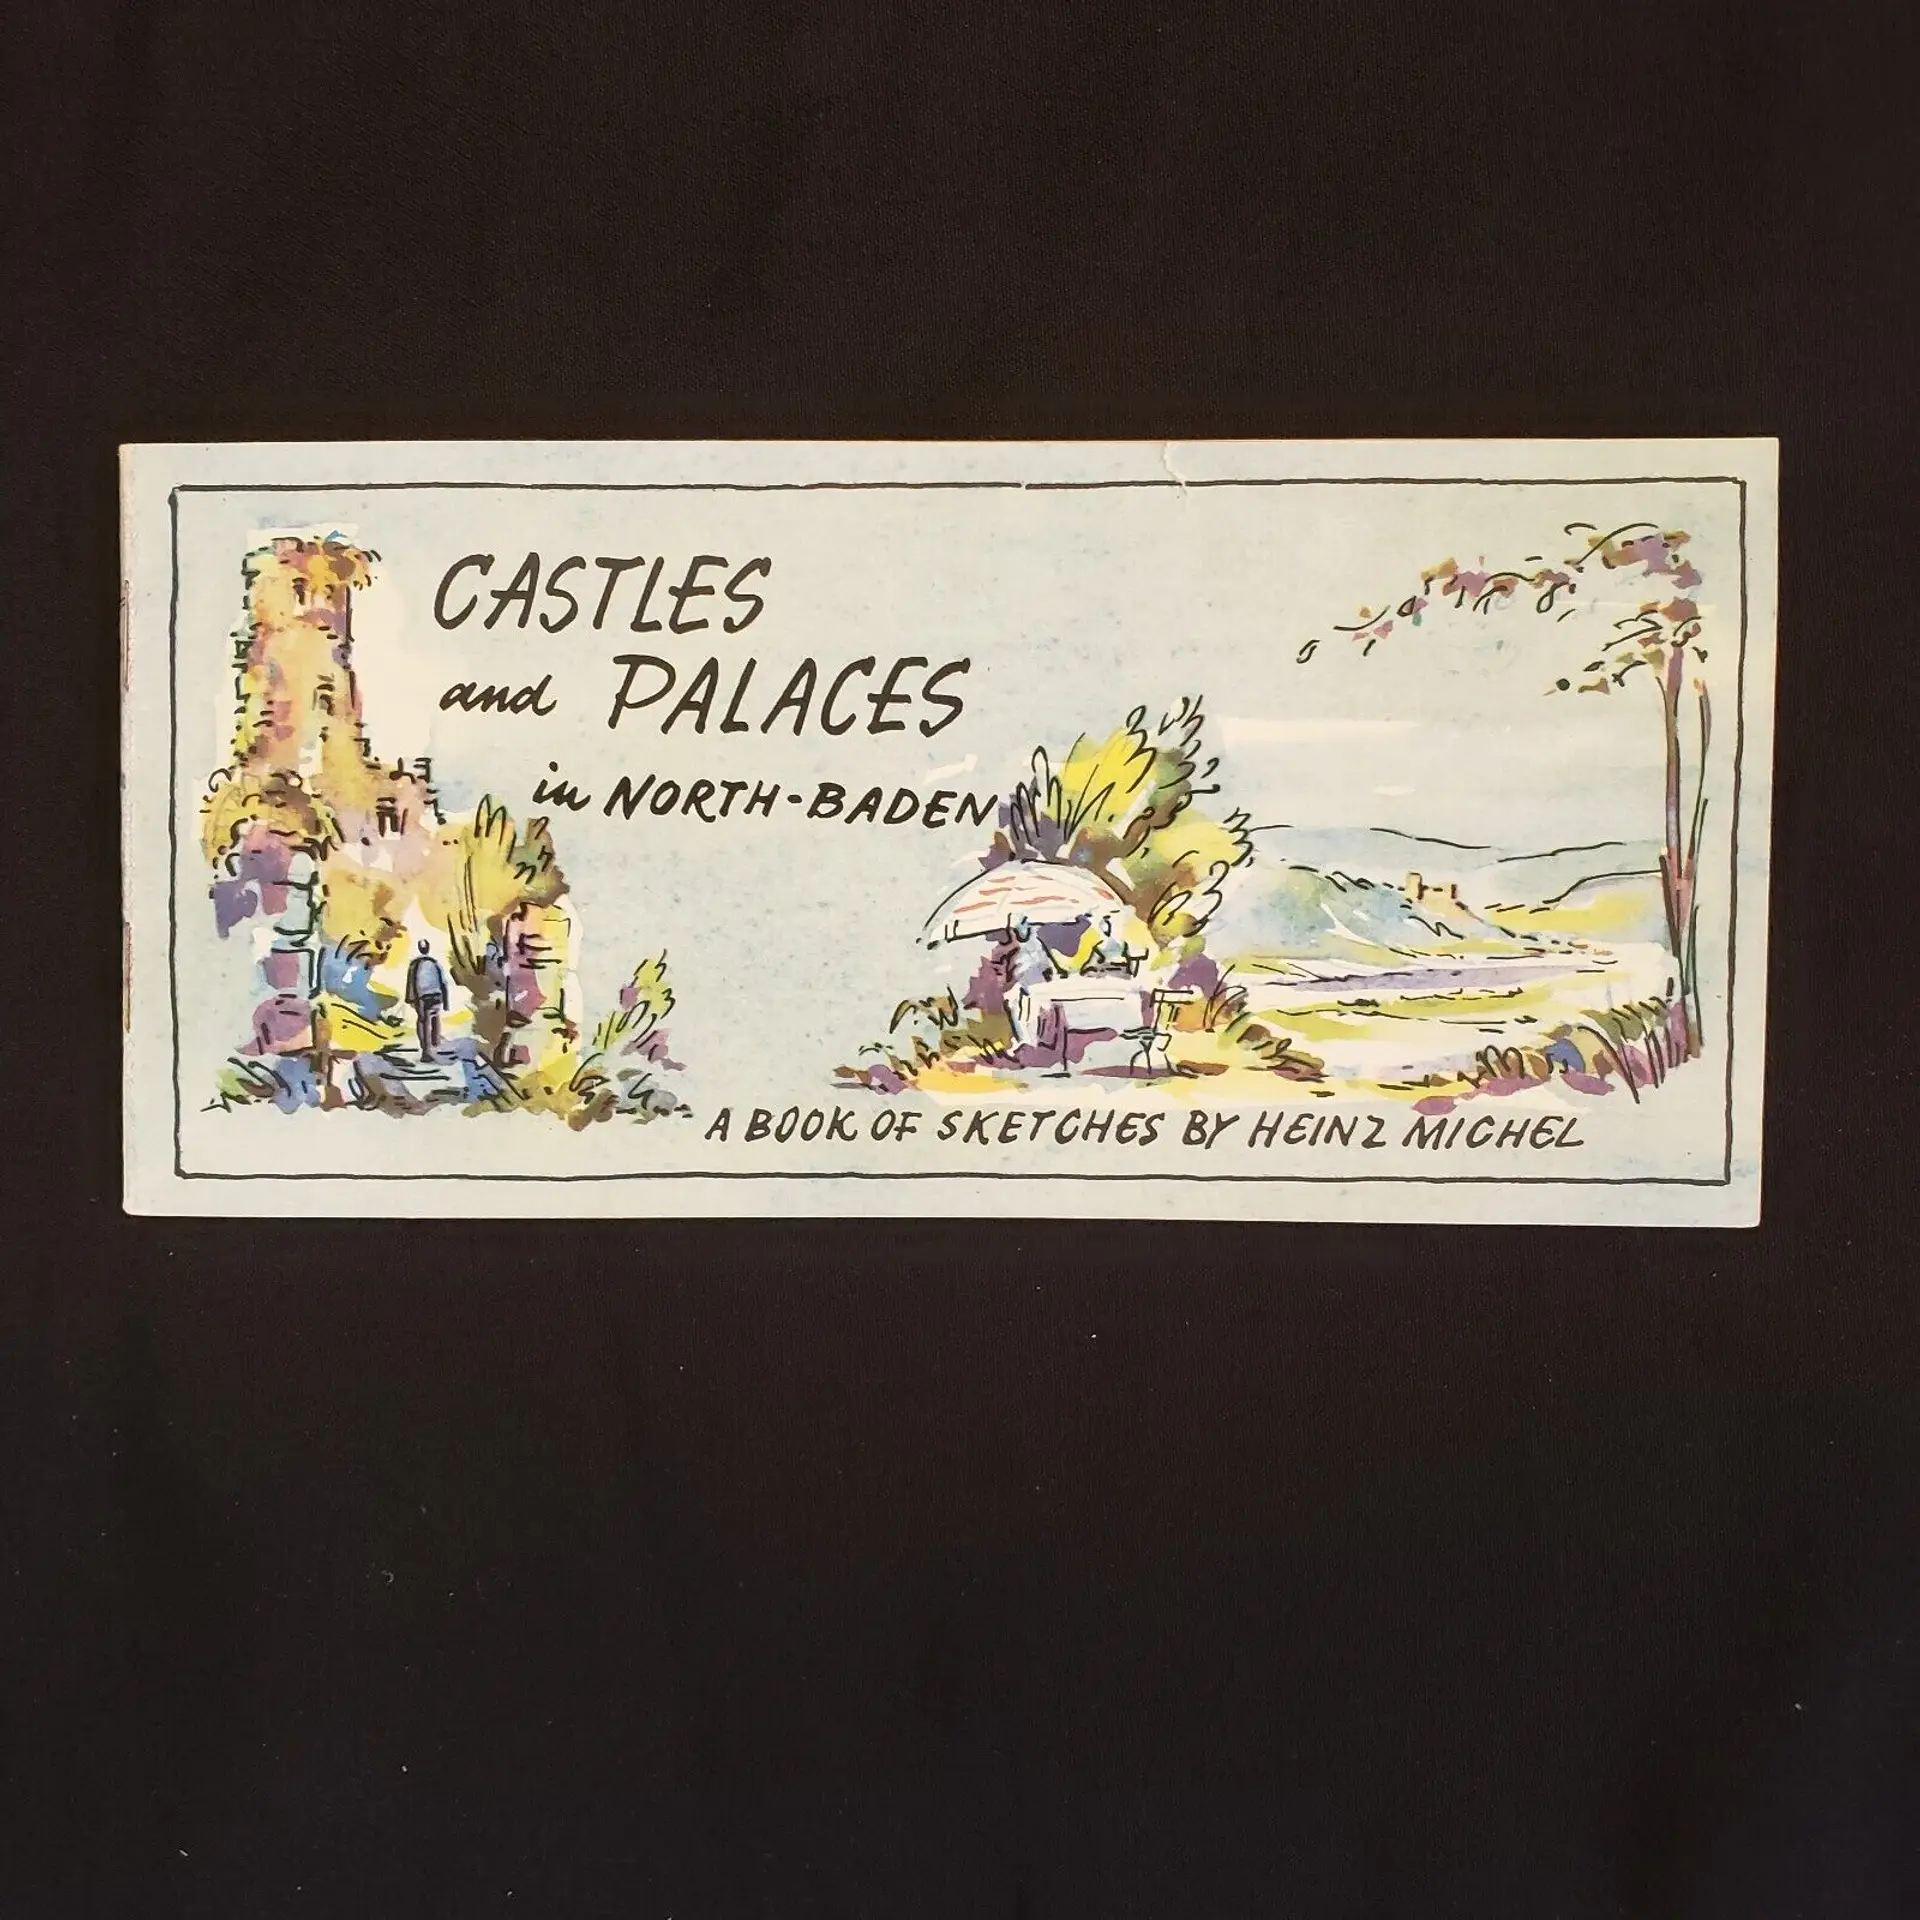 CASTLES
and PALACES
in NORTH-BADEN
A BOOK OF SKETCHES BY HEINZ MICHEL